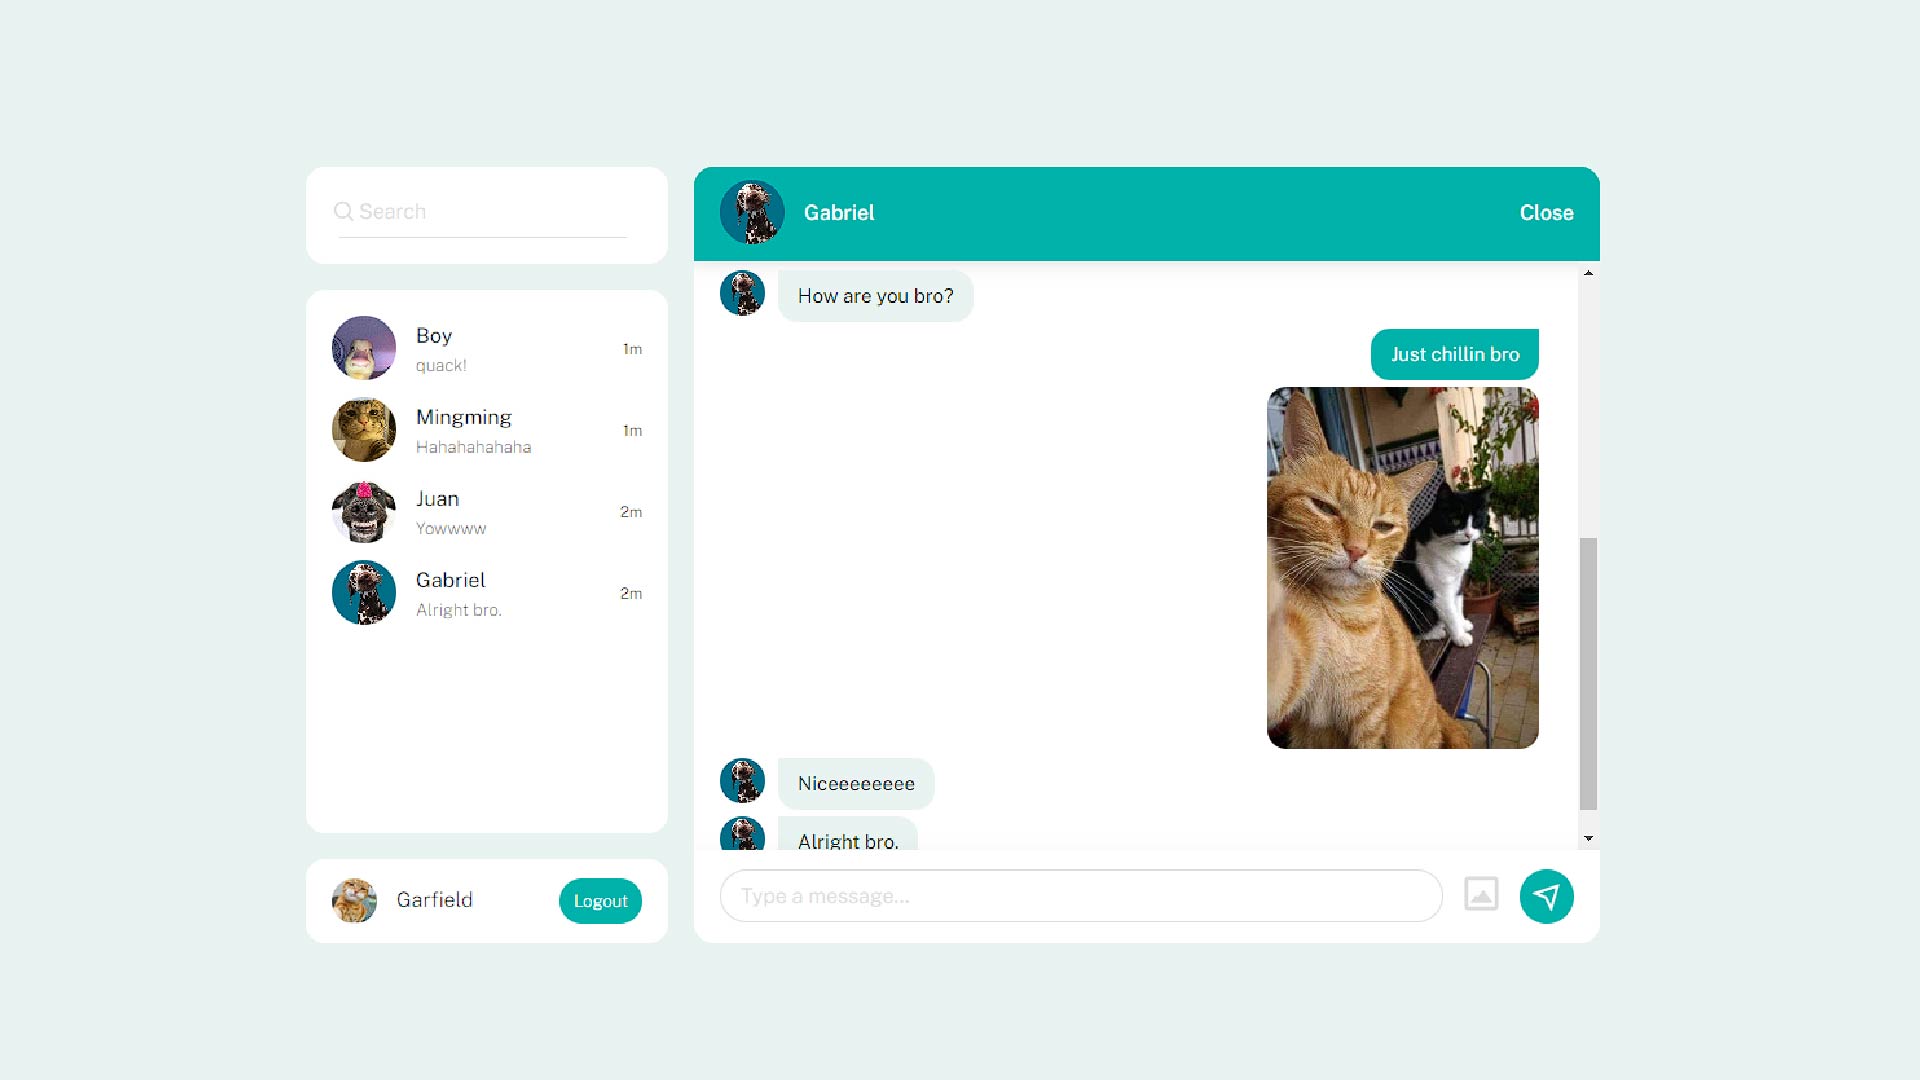 Search
Boy
quack!
1m
Mingming
Hahahahahaha
1m
Juan
Yowwww
2m
Gabriel
Alright bro.
2m
Garfield
Logout
Gabriel
Close
How are you bro?
Just chillin bro
Niceeeeeeee
Alright bro.
Type a message...